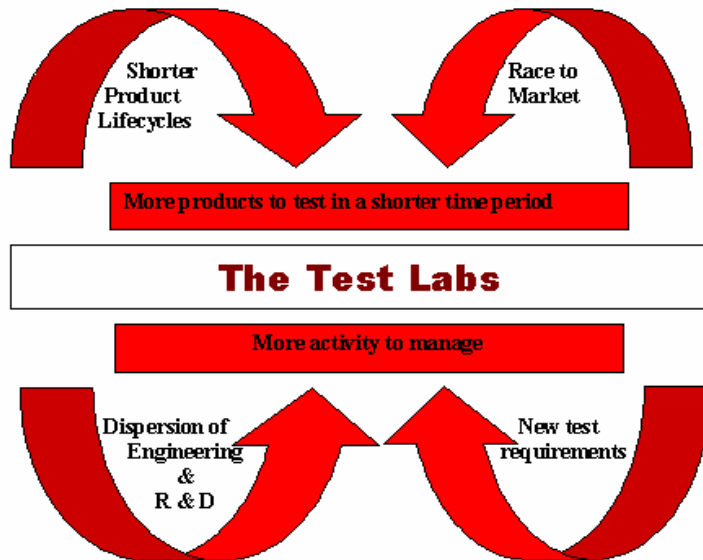 Shorter
Product
Lifecycles
Race to
Market
More products to test in a shorter time period
The Test Labs
More activity to manage
Dispersion of
Engineering
&
R & D
New test
requirements